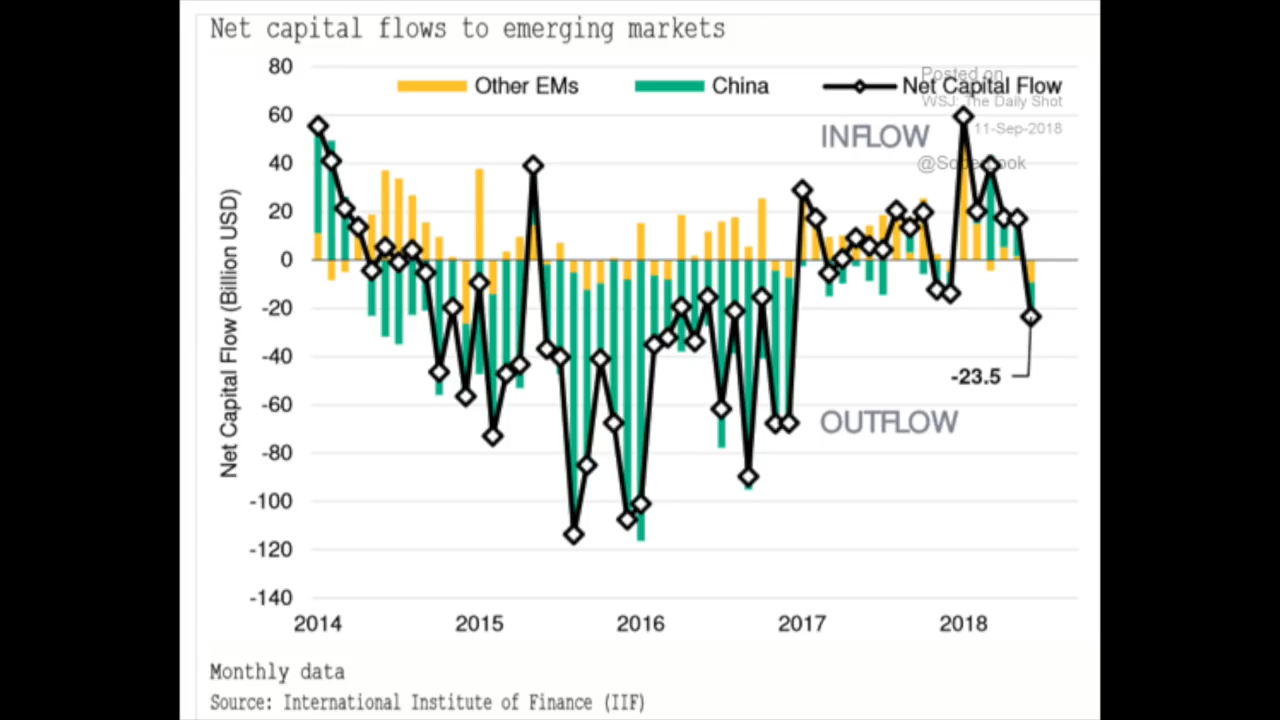 Net capital flows to emerging markets
80
Other EMs China Net Capital Flow
Posted on
WSJ: The Daily Shot
60
INFLOW 11-Sep-2018
40
20
0
-20
-40
-23.5
-60
OUTFLOW
-80
-100
-120
-140
Net Capital Flow (Billion USD)
2014 2015 2016 2017 2018
Monthly data
Source: International Institute of Finance (IIF)